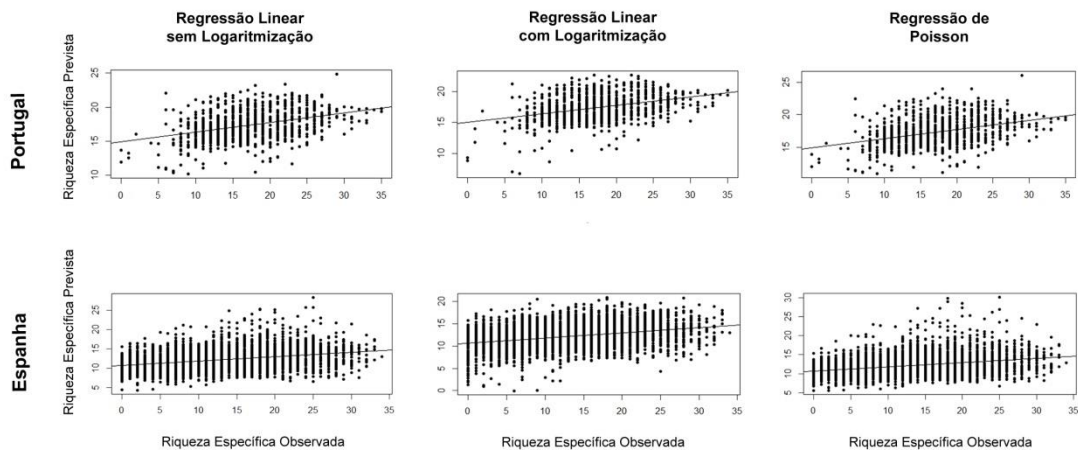 Regressão Linear
sem Logaritmização
Regressão Linear
com Logaritmização
Regressão de
Poisson
Portugal
Riqueza Específica Prevista
25
20
15
10
0 5 10 15 20 25 30 35
20
15
10
0 5 10 15 20 25 30 35
25
20
15
0 5 10 15 20 25 30 35
Espanha
Riqueza Específica Prevista
25
20
15
10
5
0 5 10 15 20 25 30 35
20
15
10
5
0
0 5 10 15 20 25 30 35
30
25
20
15
10
5
0 5 10 15 20 25 30 35
Riqueza Específica Observada
Riqueza Específica Observada
Riqueza Específica Observada